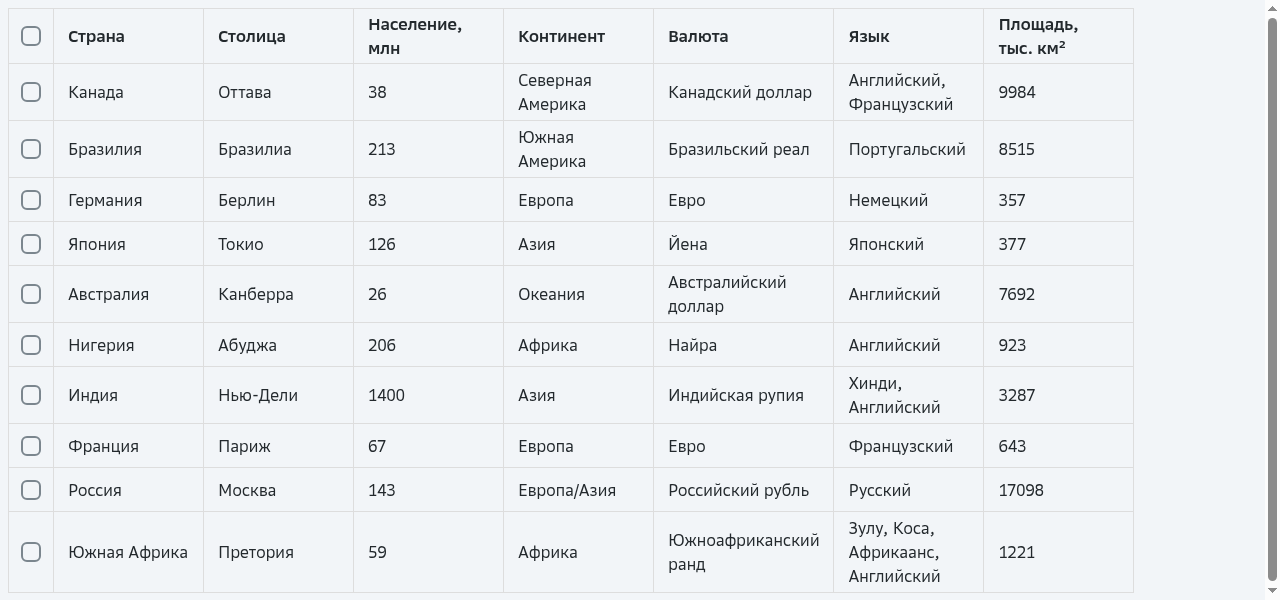 Страна Столица Население, млн Континент Валюта Язык Площадь, тыс. км²
Канада Оттава 38 Северная Америка Канадский доллар Английский, Французский 9984
Бразилия Бразилиа 213 Южная Америка Бразильский реал Португальский 8515
Германия Берлин 83 Европа Евро Немецкий 357
Япония Токио 126 Азия Йена Японский 377
Австралия Канберра 26 Океания Австралийский доллар Английский 7692
Нигерия Абуджа 206 Африка Найра Английский 923
Индия Нью-Дели 1400 Азия Индийская рупия Хинди, Английский 3287
Франция Париж 67 Европа Евро Французский 643
Россия Москва 143 Европа/Азия Российский рубль Русский 17098
Южная Африка Претория 59 Африка Южноафриканский ранд Зулу, Коса, Африкаанс, Английский 1221